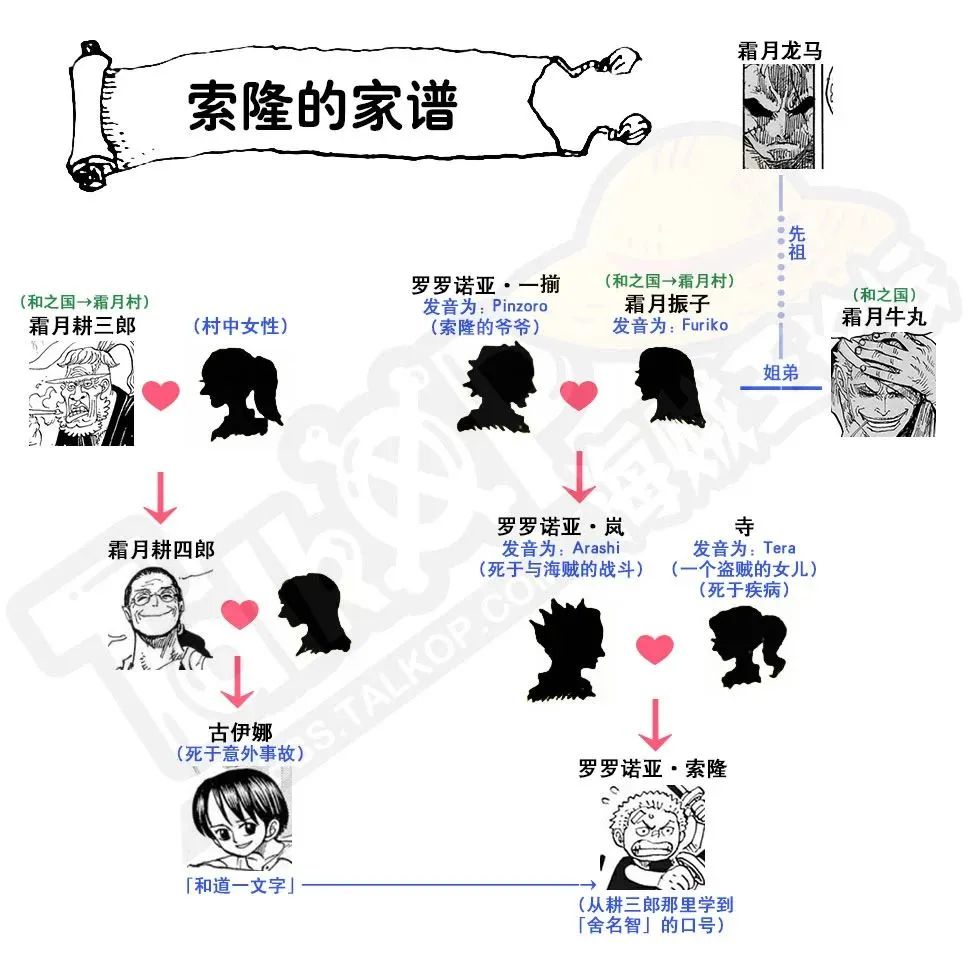 索隆的家谱
霜月龙马
先祖
（和之国→霜月村）
霜月耕三郎
（村中女性）
罗罗诺亚·一揃
发音为：Pinzoro
（索隆的爷爷）
（和之国→霜月村）
霜月振子
发音为：Furiko
（和之国）
霜月牛丸
姐弟
霜月耕四郎
罗罗诺亚·岚
发音为：Arashi
（死于与海贼的战斗）
寺
发音为：Tera
（一个盗贼的女儿）
（死于疾病）
古伊娜
（死于意外事故）
罗罗诺亚·索隆
「和道一文字」
（从耕三郎那里学到
「舍名智」的口号）
TalkOP
BBS.TALKOP.COM